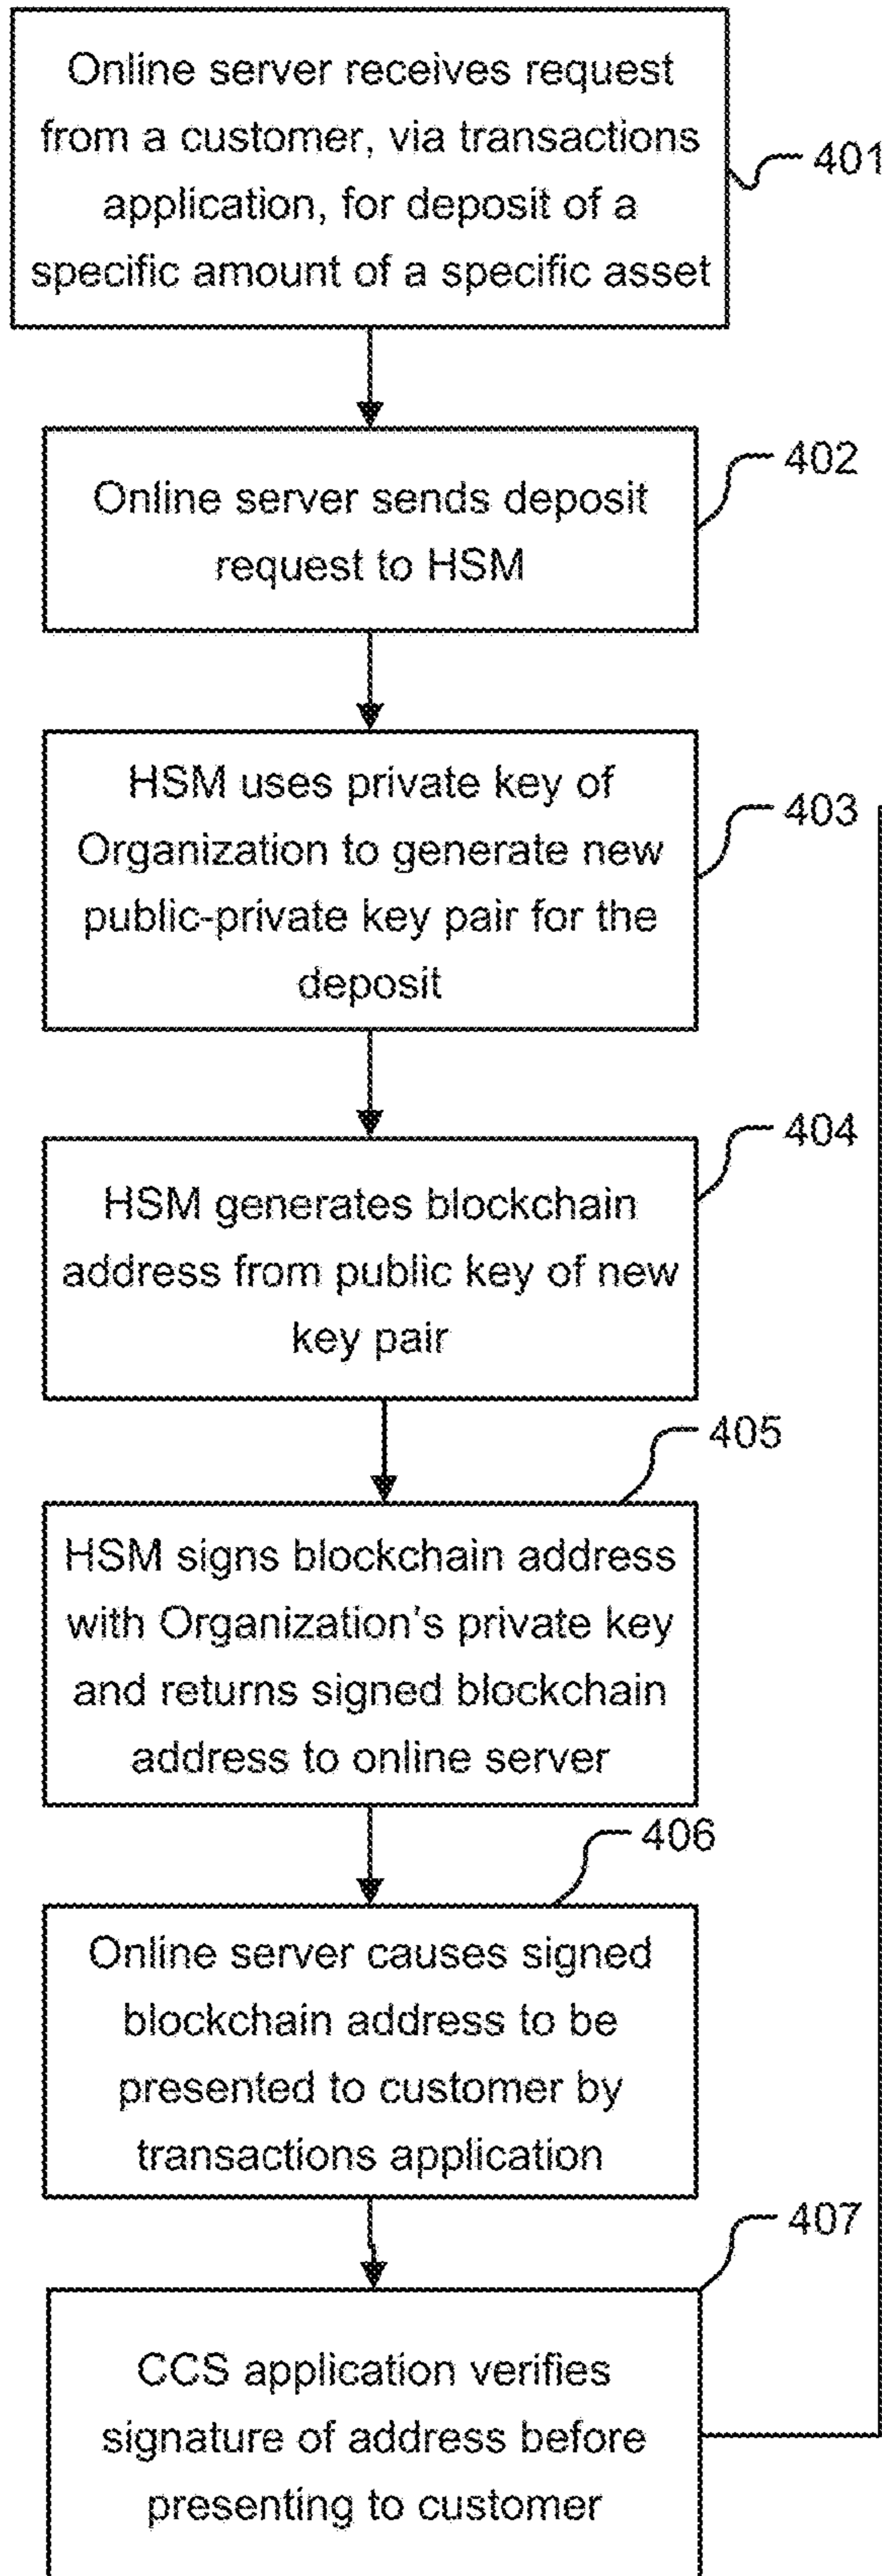 Online server receives request
from a customer, via transactions
application, for deposit of a
specific amount of a specific asset
401
Online server sends deposit
request to HSM
402
HSM uses private key of
Organization to generate new
public-private key pair for the
deposit
403
HSM generates blockchain
address from public key of new
key pair
404
HSM signs blockchain address
with Organization's private key
and returns signed blockchain
address to online server
405
Online server causes signed
blockchain address to be
presented to customer by
transactions application
406
CCS application verifies
signature of address before
presenting to customer
407